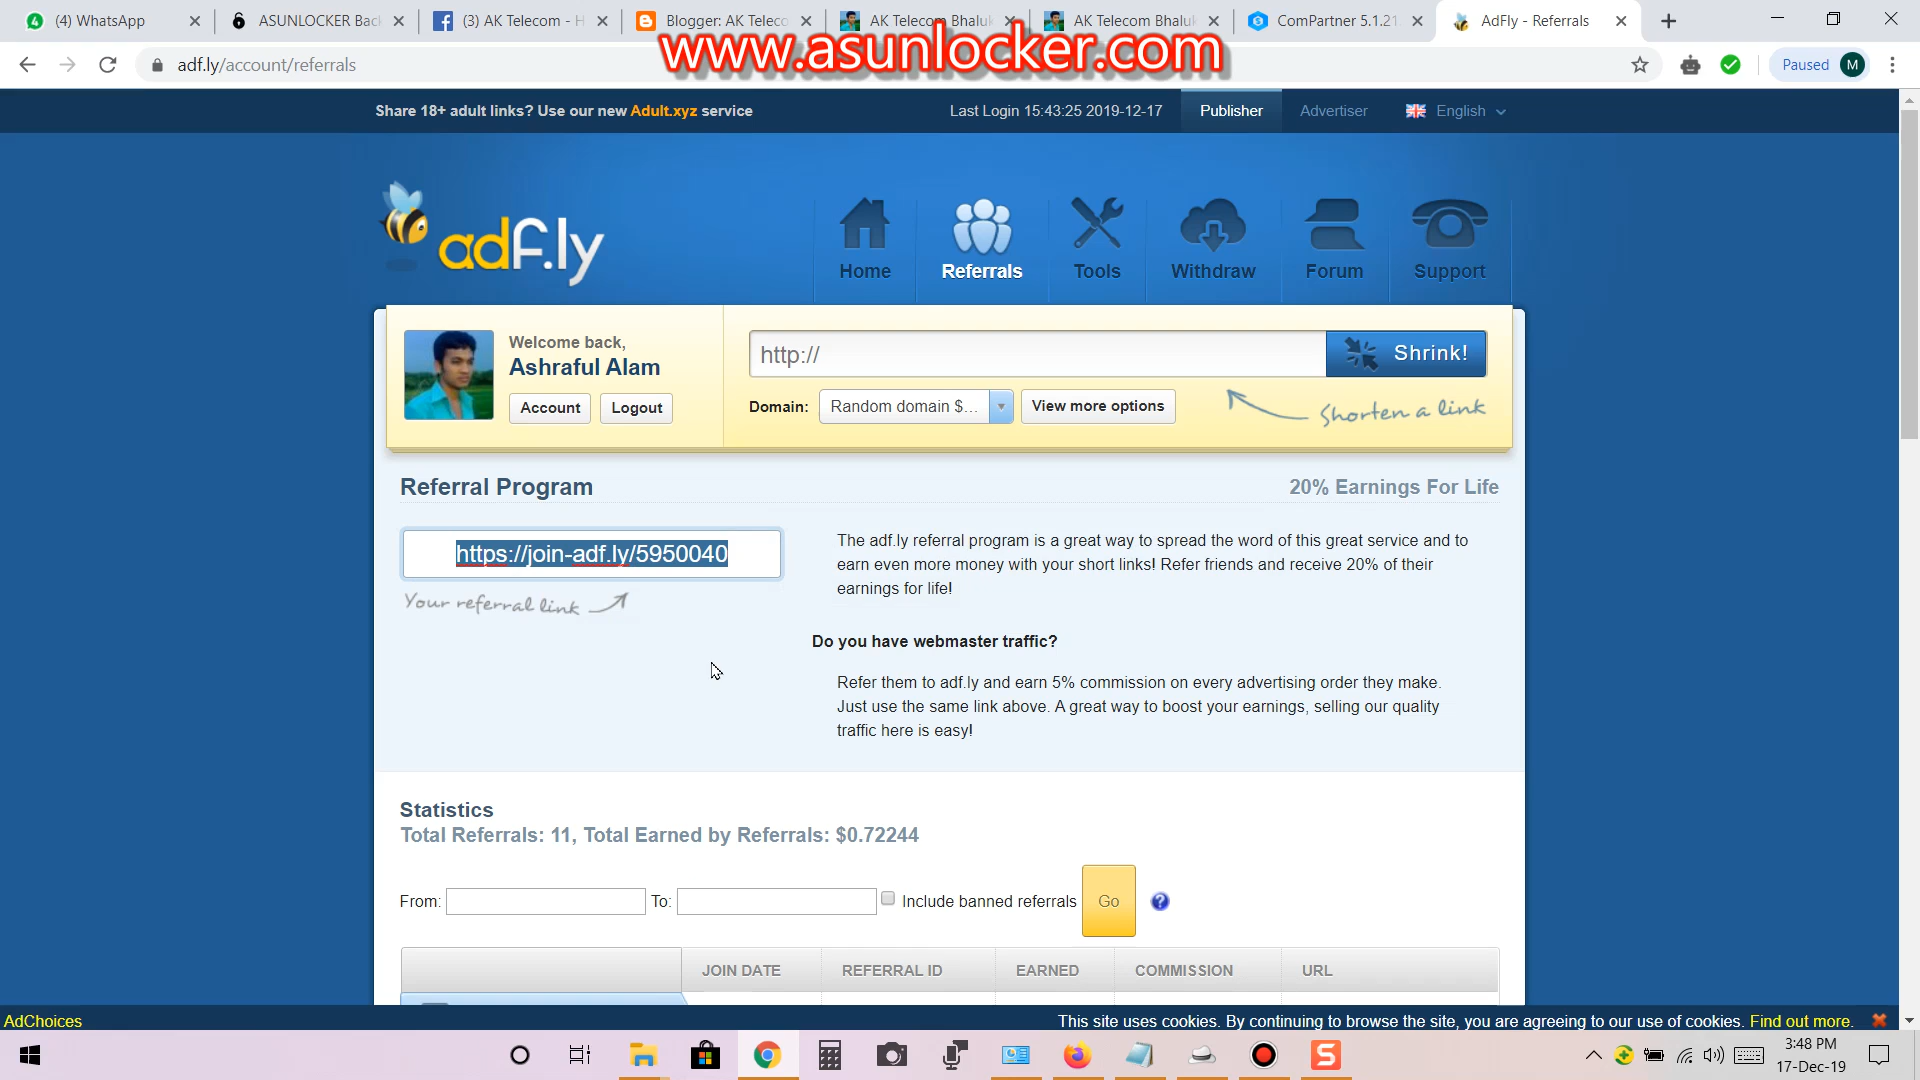 (4) WhatsApp
ASUNLOCKER Bac
(3) AK Telecom - H
Blogger: AK Teleco
AK Telecom Bhaluk
AK Telecom Bhaluk
ComPartner 5.1.21.
AdFly - Referrals
www.asunlocker.com
adf.ly/account/referrals
Paused
M
Share 18+ adult links? Use our new Adult.xyz service
Last Login 15:43:25 2019-12-17
Publisher
Advertiser
English
adf.ly
Home
Referrals
Tools
Withdraw
Forum
Support
Welcome back,
Ashraful Alam
Account
Logout
http://
Shrink!
Domain:
Random domain $...
View more options
Shorten a link
Referral Program
20% Earnings For Life
https://join-adf.ly/5950040
Your referral link
The adf.ly referral program is a great way to spread the word of this great service and to
earn even more money with your short links! Refer friends and receive 20% of their
earnings for life!
Do you have webmaster traffic?
Refer them to adf.ly and earn 5% commission on every advertising order they make.
Just use the same link above. A great way to boost your earnings, selling our quality
traffic here is easy!
Statistics
Total Referrals: 11, Total Earned by Referrals: $0.72244
From:
To:
Include banned referrals
Go
?
JOIN DATE
REFERRAL ID
EARNED
COMMISSION
URL
AdChoices
This site uses cookies. By continuing to browse the site, you are agreeing to our use of cookies. Find out more.
S
3:48 PM
17-Dec-19